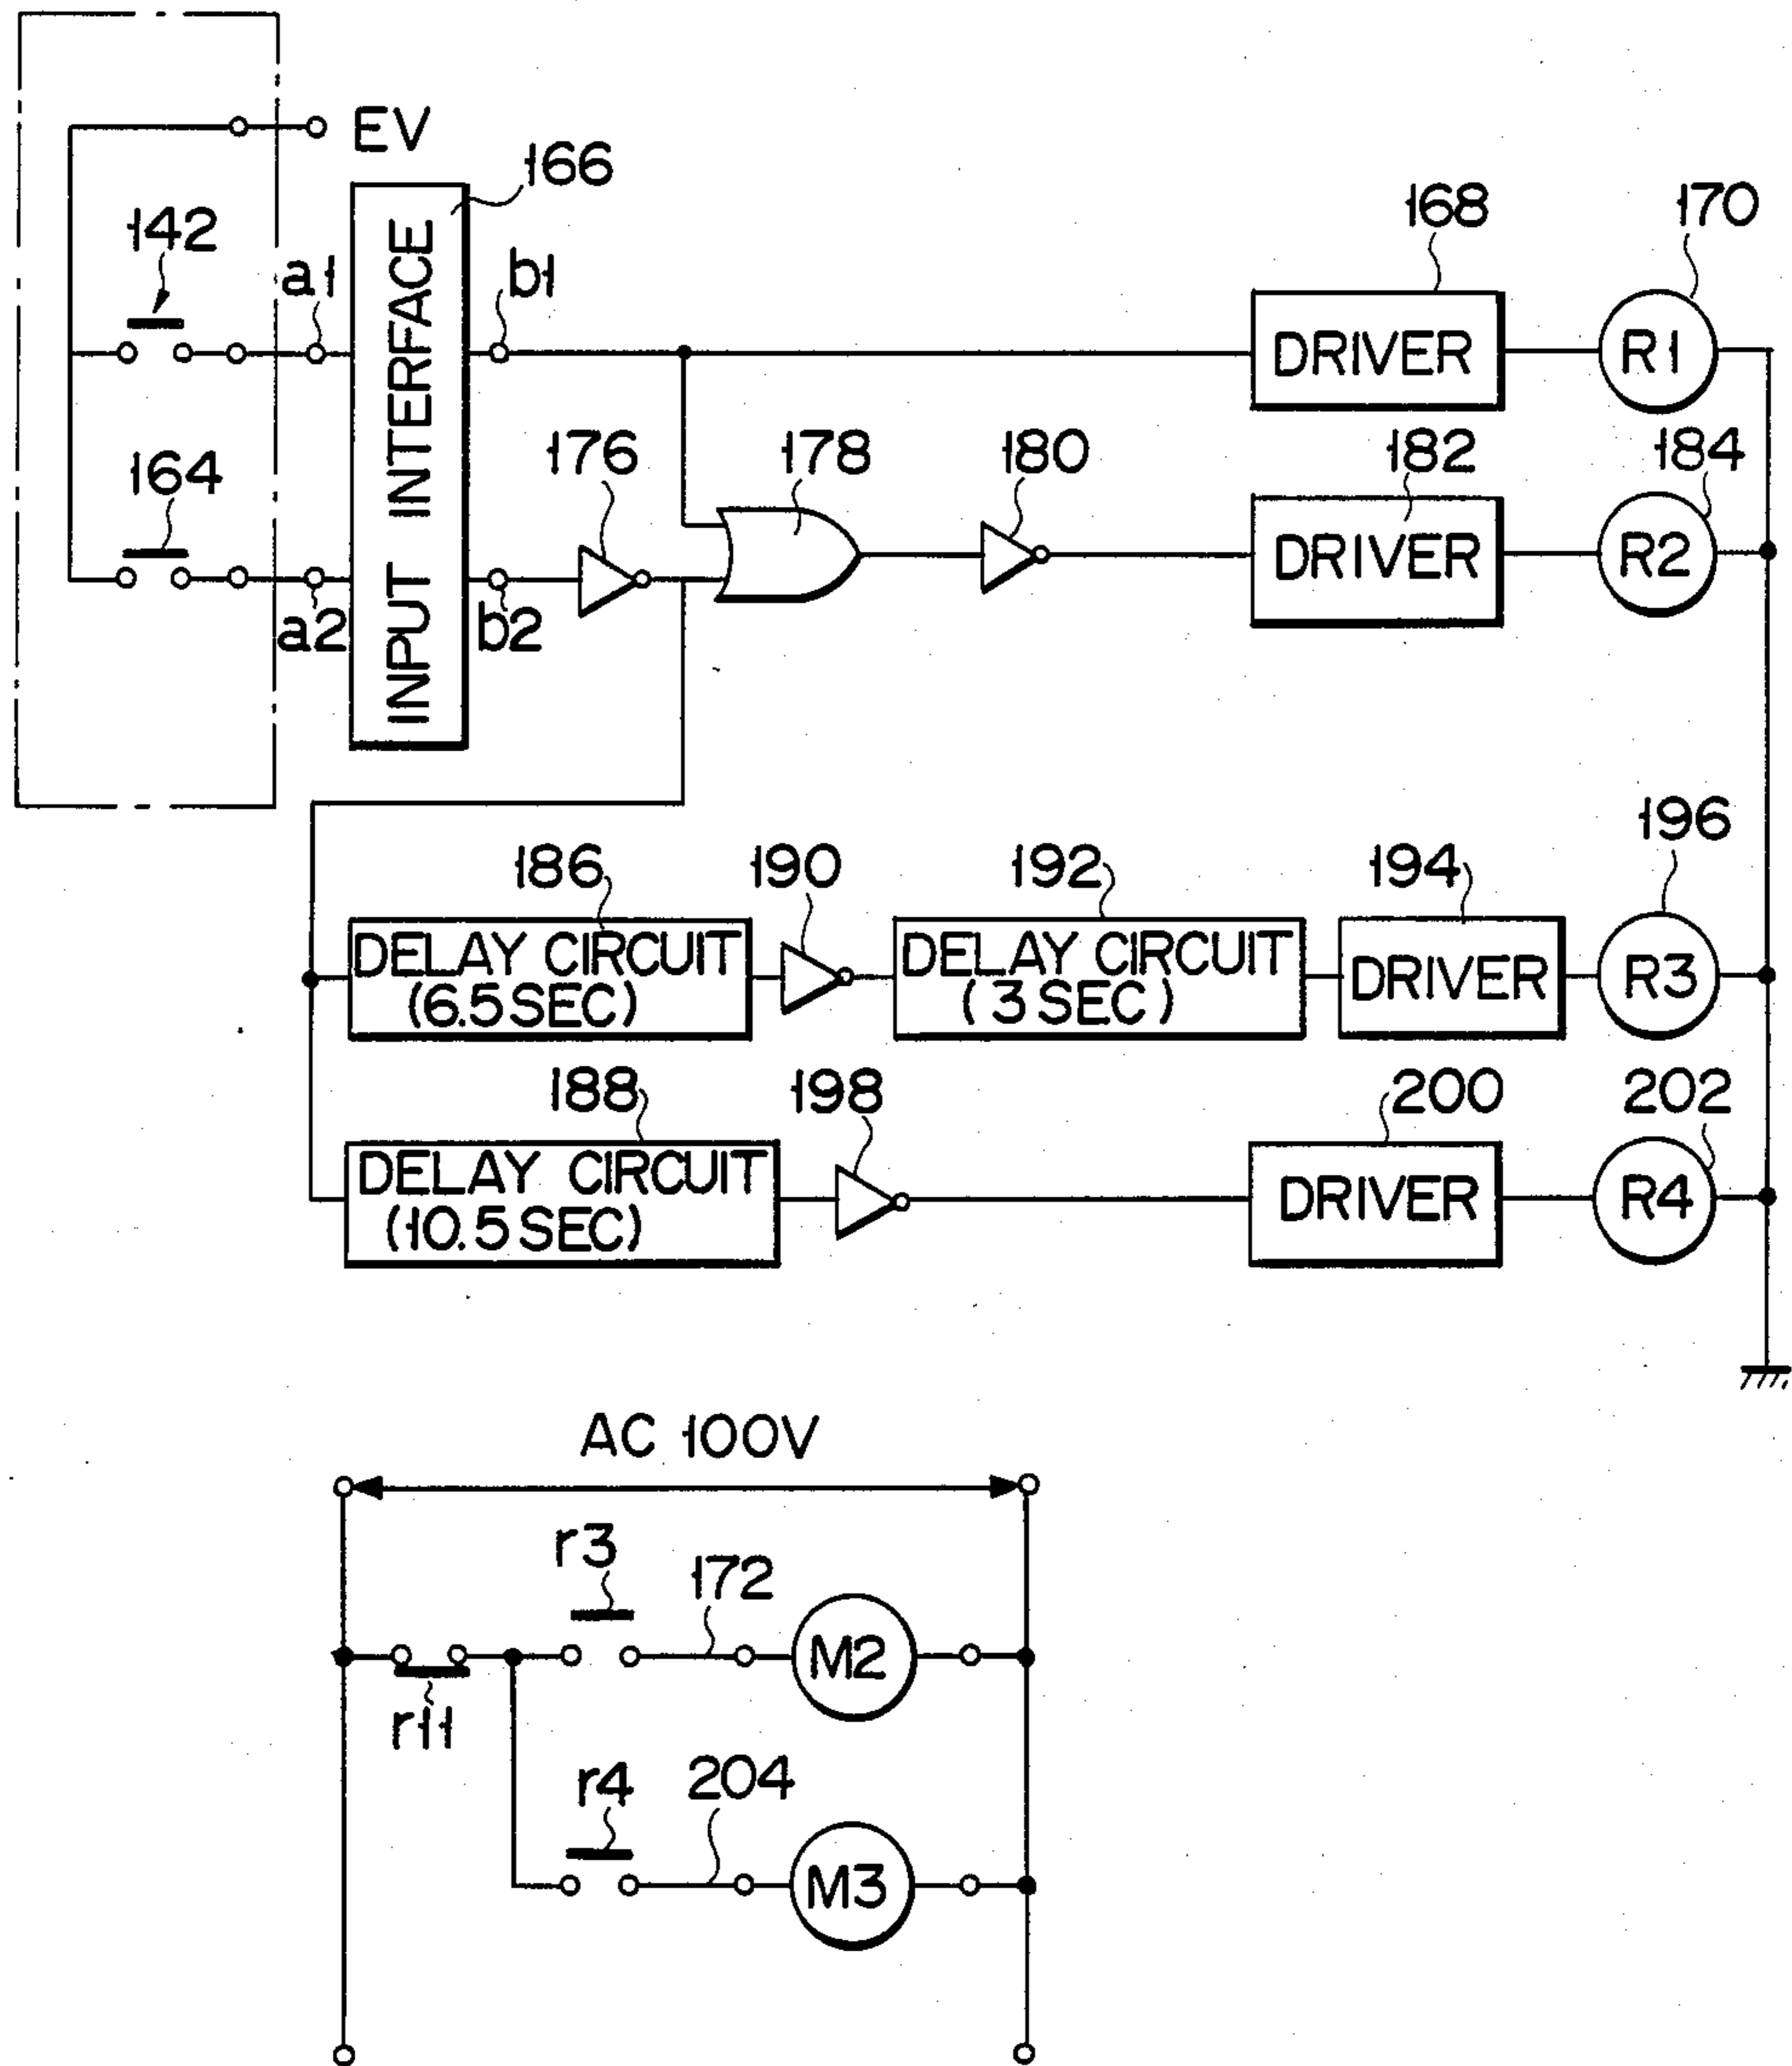 EV
166
142
a1
b1
168
170
INPUT INTERFACE
DRIVER
R1
164
176
178
180
182
184
DRIVER
R2
a2
b2
186
190
192
194
196
DELAY CIRCUIT
(6.5 SEC)
DELAY CIRCUIT
(3 SEC)
DRIVER
R3
188
198
200
202
DELAY CIRCUIT
(10.5 SEC)
DRIVER
R4
AC 100V
r3
172
M2
r11
r4
204
M3